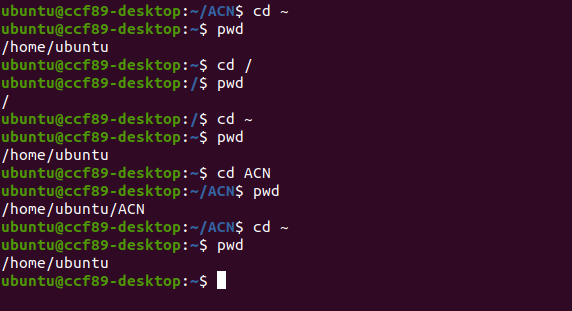 ubuntu@ccf89-desktop:~/ACN$ cd ~
ubuntu@ccf89-desktop:~$ pwd
/home/ubuntu
ubuntu@ccf89-desktop:~$ cd /
ubuntu@ccf89-desktop:/$ pwd
/
ubuntu@ccf89-desktop:/$ cd ~
ubuntu@ccf89-desktop:~$ pwd
/home/ubuntu
ubuntu@ccf89-desktop:~$ cd ACN
ubuntu@ccf89-desktop:~/ACN$ pwd
/home/ubuntu/ACN
ubuntu@ccf89-desktop:~/ACN$ cd ~
ubuntu@ccf89-desktop:~$ pwd
/home/ubuntu
ubuntu@ccf89-desktop:~$